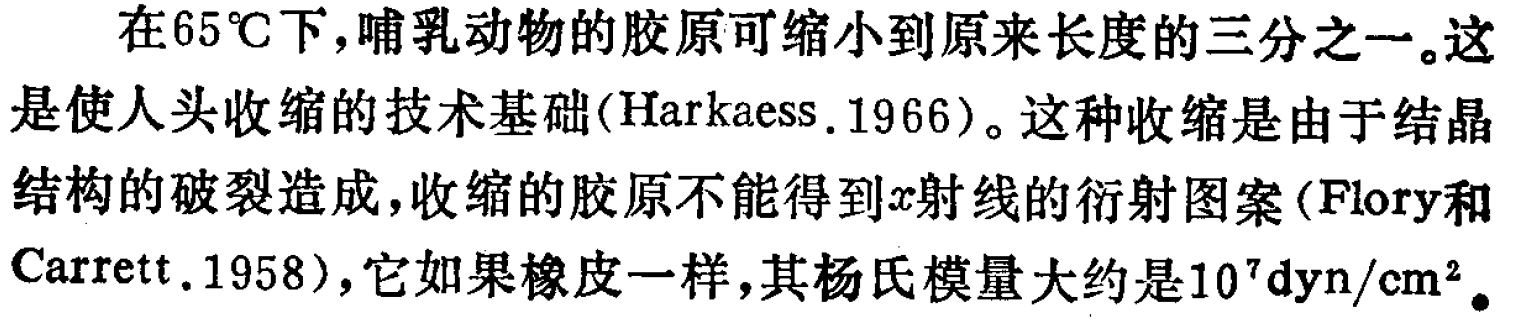 在65℃下,哺乳动物的胶原可缩小到原来长度的三分之一。这
是使人头收缩的技术基础(Harkaess.1966)。这种收缩是由于结晶
结构的破裂造成,收缩的胶原不能得到x射线的衍射图案(Flory和
Carrett.1958),它如果橡皮一样,其杨氏模量大约是10⁷dyn/cm²。